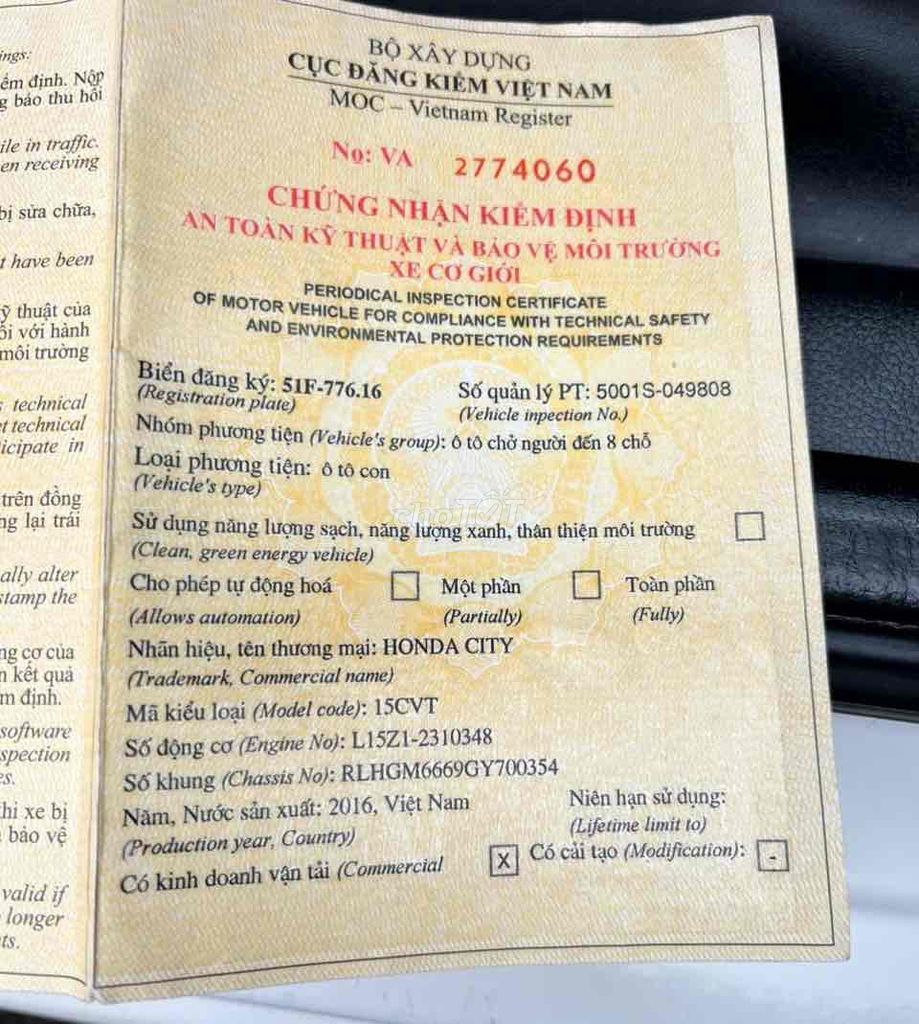 ings:
ểm định. Nộp
g báo thu hồi
ile in traffic.
en receiving
bị sửa chữa,
t have been
ỹ thuật của
ối với hành
môi trường
s technical
et technical
icipate in
trên đồng
ng lại trái
ally alter
stamp the
ng cơ của
n kết quả
m định.
software
spection
es.
hi xe bị
bảo vệ
valid if
longer
ts.
BỘ XÂY DỰNG
CỤC ĐĂNG KIỂM VIỆT NAM
MOC – Vietnam Register
No: VA 2774060
CHỨNG NHẬN KIỂM ĐỊNH
AN TOÀN KỸ THUẬT VÀ BẢO VỆ MÔI TRƯỜNG
XE CƠ GIỚI
PERIODICAL INSPECTION CERTIFICATE
OF MOTOR VEHICLE FOR COMPLIANCE WITH TECHNICAL SAFETY
AND ENVIRONMENTAL PROTECTION REQUIREMENTS
Biển đăng ký: 51F-776.16 Số quản lý PT: 5001S-049808
(Registration plate) (Vehicle inpection No.)
Nhóm phương tiện (Vehicle's group): ô tô chở người đến 8 chỗ
Loại phương tiện: ô tô con
(Vehicle's type)
choTỐT
Sử dụng năng lượng sạch, năng lượng xanh, thân thiện môi trường
(Clean, green energy vehicle)
Cho phép tự động hoá Một phần Toàn phần
(Allows automation) (Partially) (Fully)
Nhãn hiệu, tên thương mại: HONDA CITY
(Trademark, Commercial name)
Mã kiểu loại (Model code): 15CVT
Số động cơ (Engine No): L15Z1-2310348
Số khung (Chassis No): RLHGM6669GY700354
Năm, Nước sản xuất: 2016, Việt Nam Niên hạn sử dụng:
(Production year, Country) (Lifetime limit to)
Có kinh doanh vận tải (Commercial X Có cải tạo (Modification): -